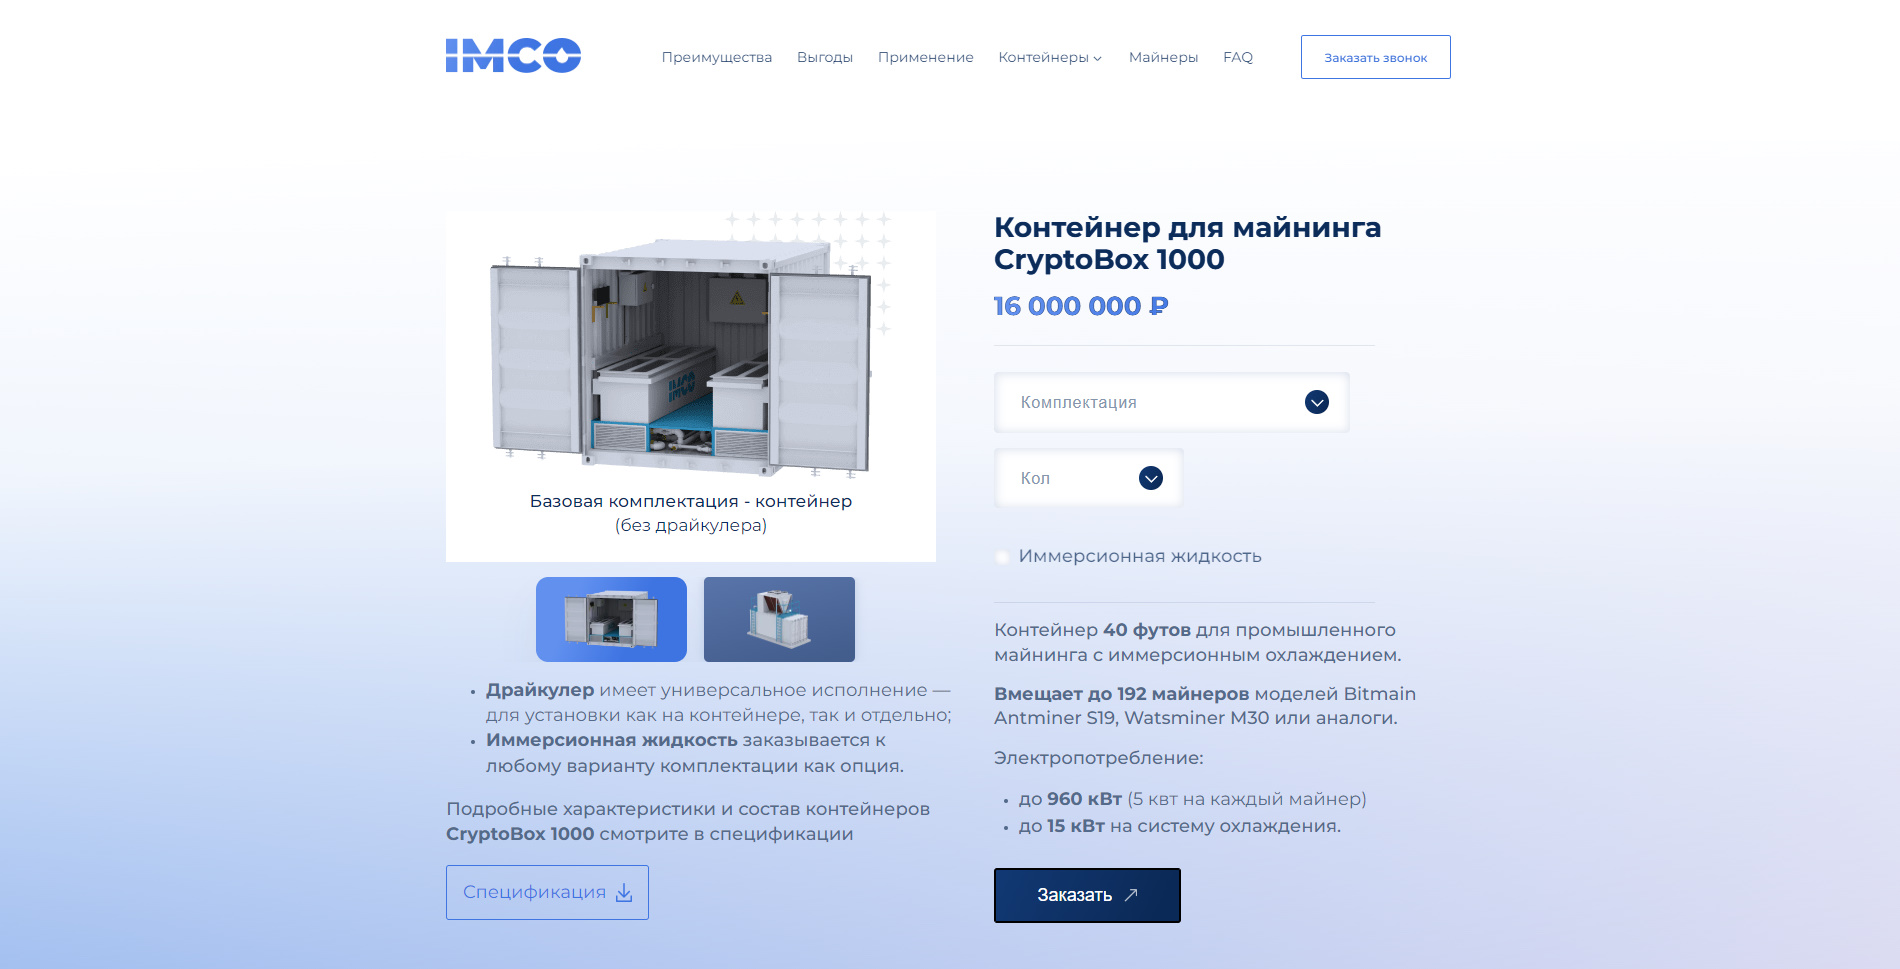 IMCO
Преимущества
Выгоды
Применение
Контейнеры
Майнеры
FAQ
Заказать звонок
IMCO
Базовая комплектация - контейнер
(без драйкулера)
Драйкулер имеет универсальное исполнение —
для установки как на контейнере, так и отдельно;
Иммерсионная жидкость заказывается к
любому варианту комплектации как опция.
Подробные характеристики и состав контейнеров
CryptoBox 1000 смотрите в спецификации
Спецификация
Контейнер для майнинга
CryptoBox 1000
16 000 000 ₽
Комплектация
Кол
Иммерсионная жидкость
Контейнер 40 футов для промышленного
майнинга с иммерсионным охлаждением.
Вмещает до 192 майнеров моделей Bitmain
Antminer S19, Watsminer M30 или аналоги.
Электропотребление:
до 960 кВт (5 квт на каждый майнер)
до 15 кВт на систему охлаждения.
Заказать